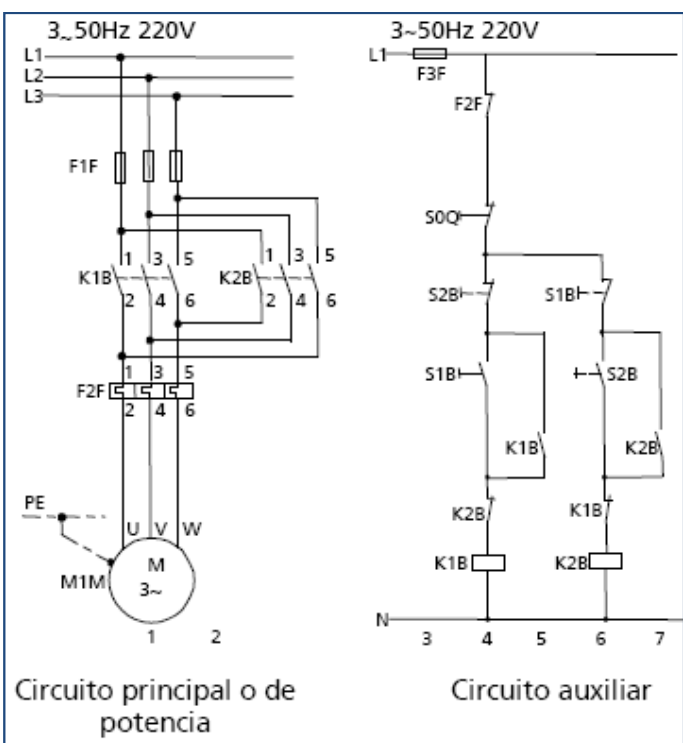 3~50Hz 220V
L1
L2
L3
F1F
1 3 5
K1B
2 4 6
1 3 5
K2B
2 4 6
1 3 5
F2F
2 4 6
PE
U V W
M
3~
M1M
1 2
Circuito principal o de
potencia
3~50Hz 220V
L1
F3F
F2F
S0Q
S2B
S1B
S1B
S2B
K1B
K2B
K2B
K1B
K1B
K2B
N
3 4 5 6 7
Circuito auxiliar